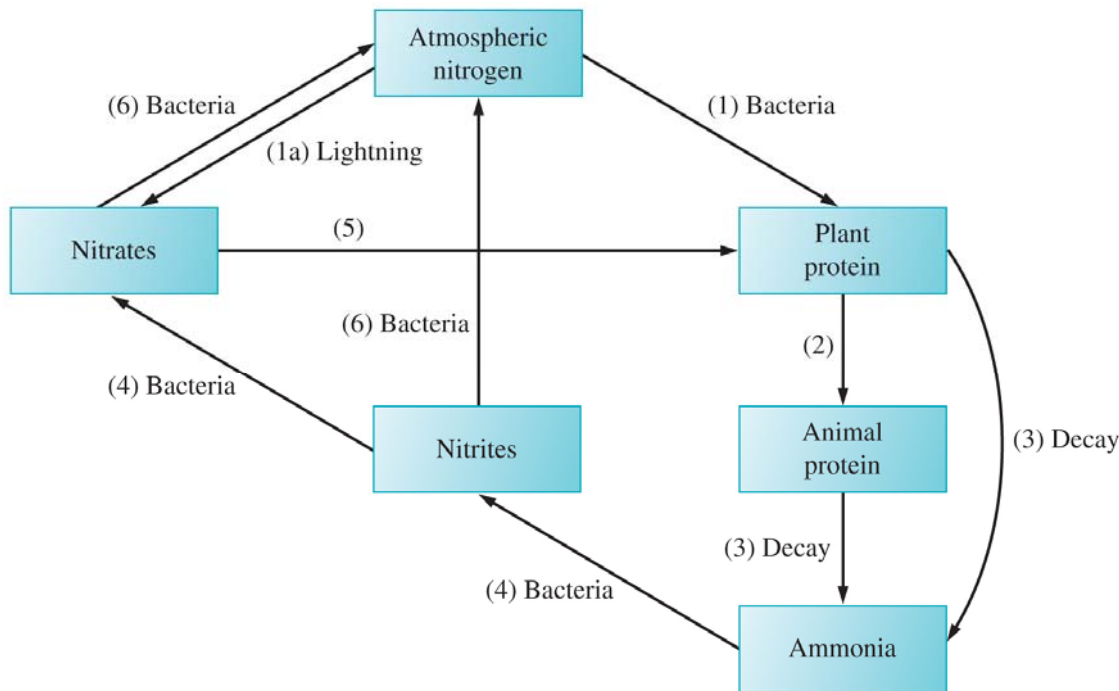 Atmospheric
nitrogen
(6) Bacteria
(1) Bacteria
(1a) Lightning
Nitrates
(5)
Plant
protein
(6) Bacteria
(2)
(4) Bacteria
Nitrites
Animal
protein
(3) Decay
(3) Decay
(4) Bacteria
Ammonia